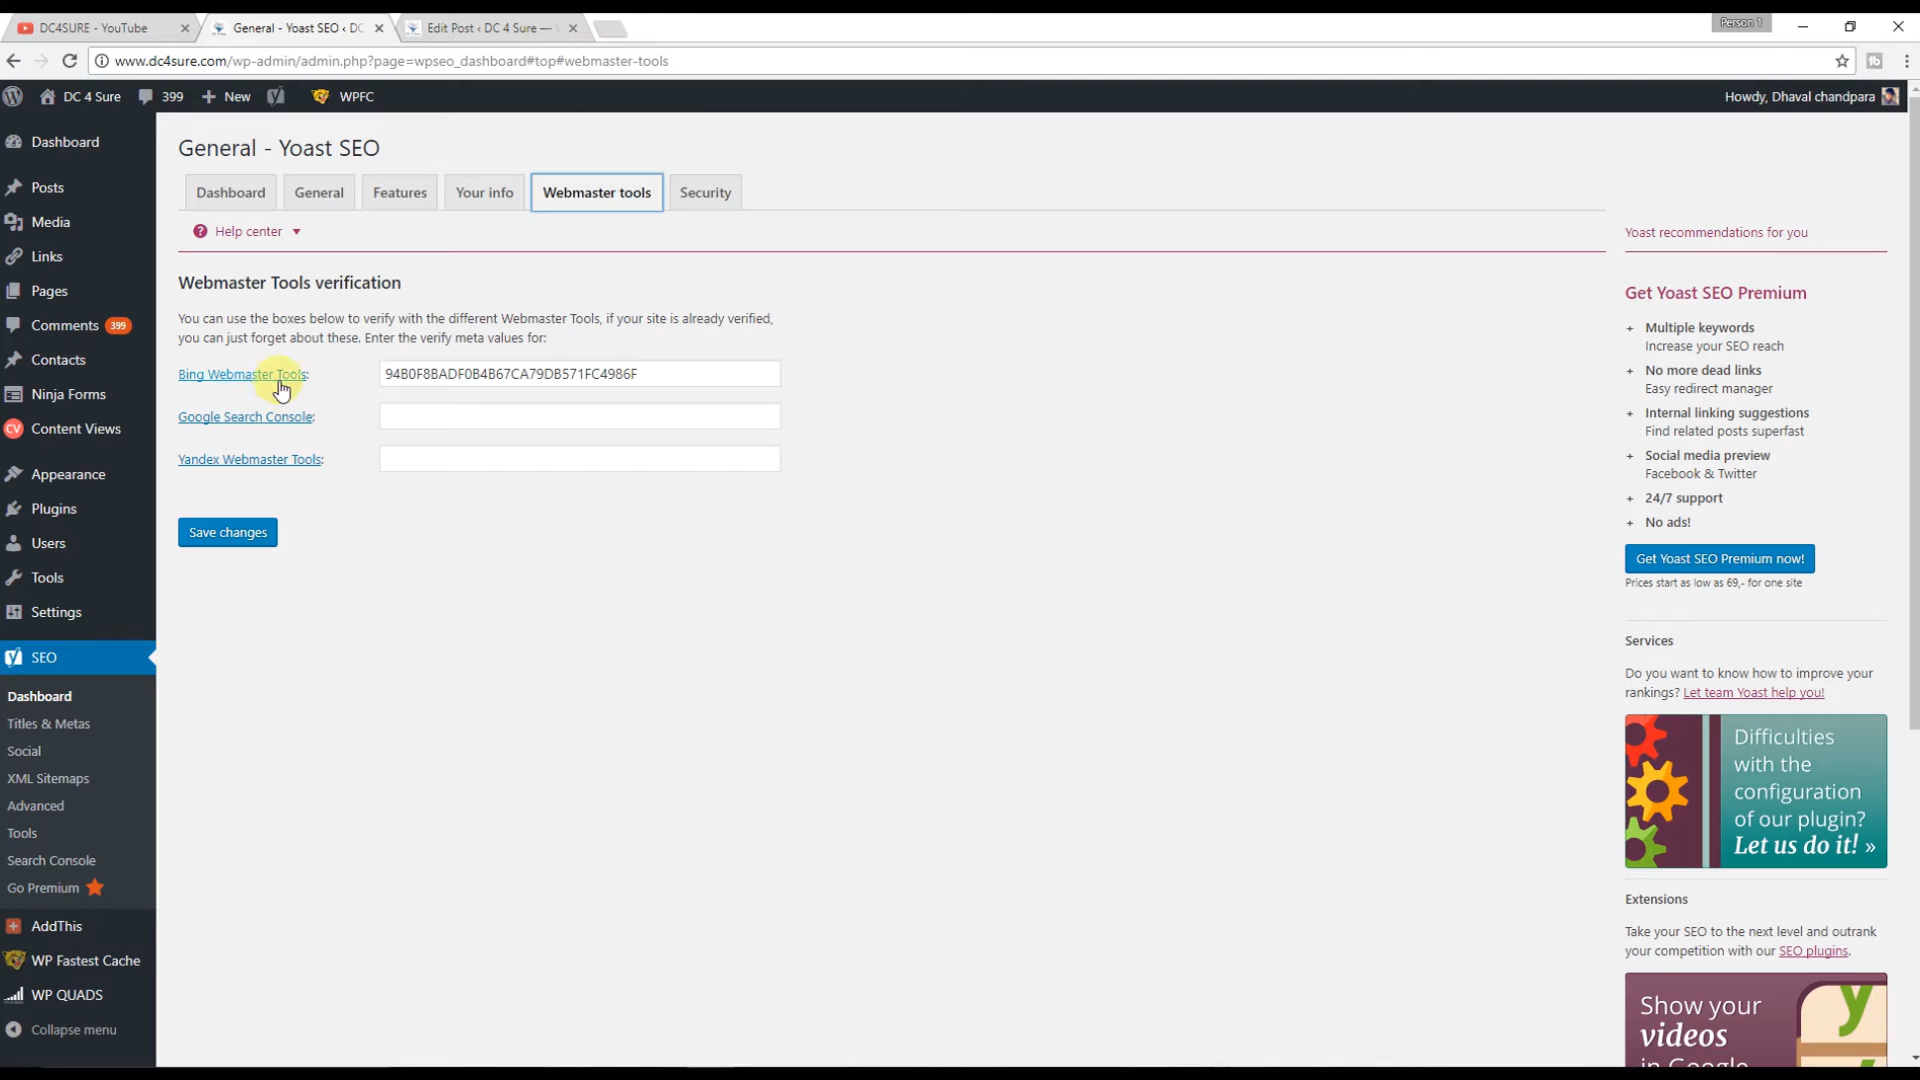 DC4SURE - YouTube
General - Yoast SEO ‹ DC
Edit Post ‹ DC 4 Sure —
Person 1
www.dc4sure.com/wp-admin/admin.php?page=wpseo_dashboard#top#webmaster-tools
DC 4 Sure
399
New
WPFC
Howdy, Dhaval chandpara
Dashboard
Posts
Media
Links
Pages
Comments 399
Contacts
Ninja Forms
CV Content Views
Appearance
Plugins
Users
Tools
Settings
SEO
Dashboard
Titles & Metas
Social
XML Sitemaps
Advanced
Tools
Search Console
Go Premium
AddThis
WP Fastest Cache
WP QUADS
Collapse menu
General - Yoast SEO
Dashboard
General
Features
Your info
Webmaster tools
Security
? Help center
Webmaster Tools verification
You can use the boxes below to verify with the different Webmaster Tools, if your site is already verified,
you can just forget about these. Enter the verify meta values for:
Bing Webmaster Tools: 94B0F8BADF0B4B67CA79DB571FC4986F
Google Search Console:
Yandex Webmaster Tools:
Save changes
Yoast recommendations for you
Get Yoast SEO Premium
+ Multiple keywords
Increase your SEO reach
+ No more dead links
Easy redirect manager
+ Internal linking suggestions
Find related posts superfast
+ Social media preview
Facebook & Twitter
+ 24/7 support
+ No ads!
Get Yoast SEO Premium now!
Prices start as low as 69,- for one site
Services
Do you want to know how to improve your
rankings? Let team Yoast help you!
Difficulties
with the
configuration
of our plugin?
Let us do it! »
Extensions
Take your SEO to the next level and outrank
your competition with our SEO plugins.
Show your
videos
in Google